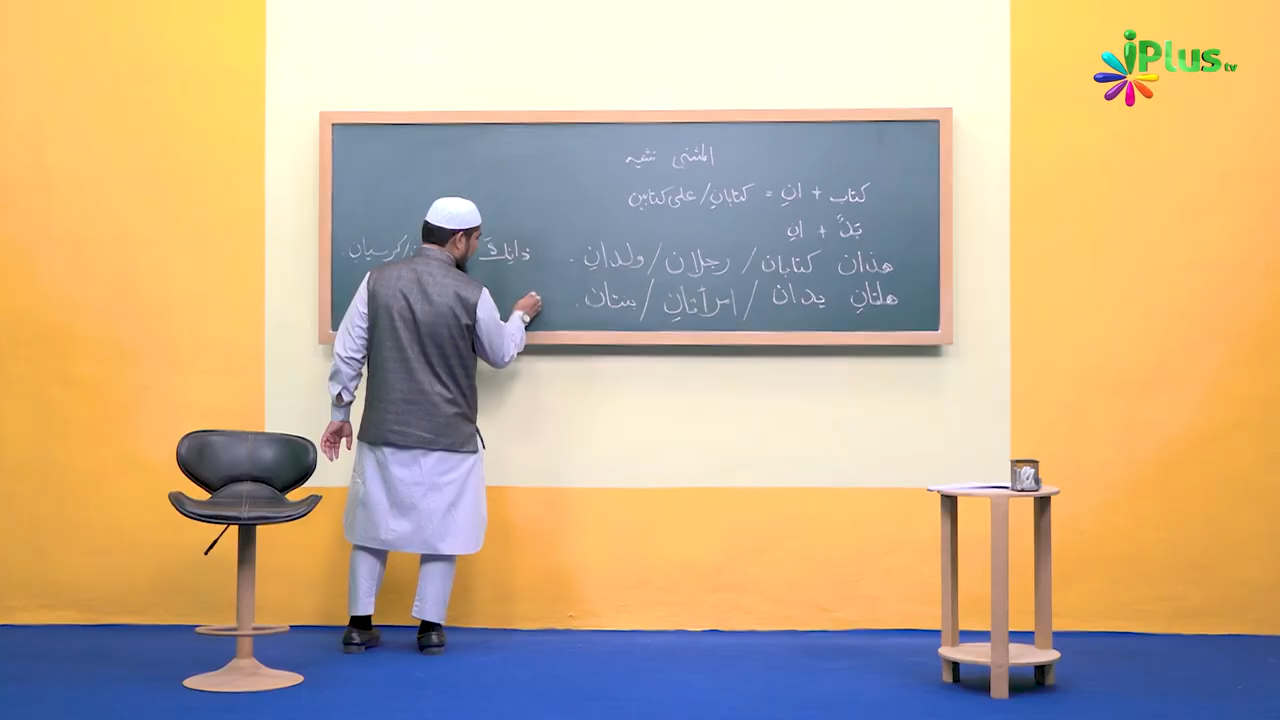 iPlus tv
المثنى تثنيه
كتاب + انِ = كتابانِ / على كتابين
يَدٌ + انِ
هذان كتابان / رجلان / ولدانِ .
هاتانِ يدان / امرأتانِ / بنتان .
ذانِكَ / كرسيان .